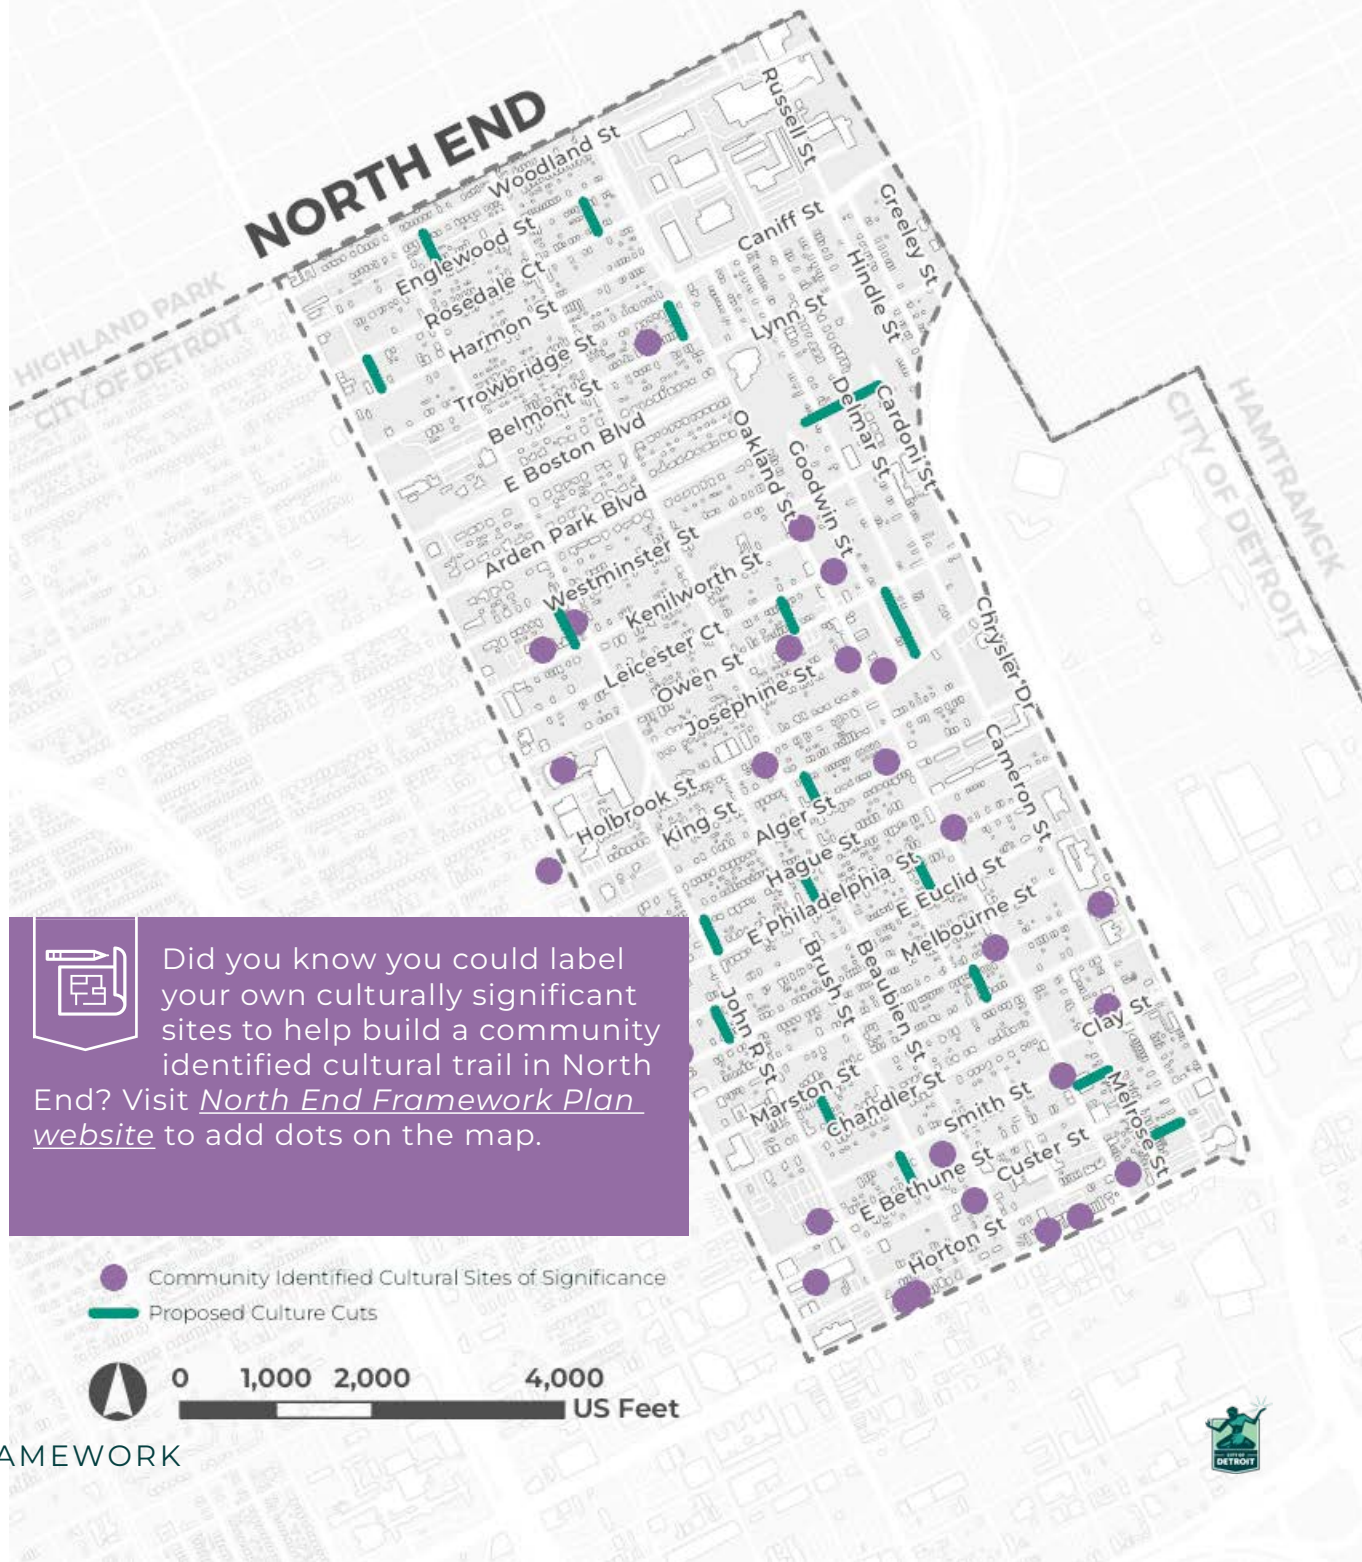 NORTH END
Woodland St
Russell St
Englewood St
Rosedale Ct
Caniff St
Greeley St
Hindle St
HIGHLAND PARK
CITY OF DETROIT
Harmon St
Lynn St
Trowbridge St
Belmont St
Delmar St
Cardoni St
HAMTRAMCK
CITY OF DETROIT
E Boston Blvd
Oakland St
Goodwin St
Arden Park Blvd
Westminster St
Kenilworth St
Leicester Ct
Chrysler Dr
Owen St
Josephine St
Cameron St
Holbrook St
King St
Alger St
Hague St
E Philadelphia St
E Euclid St
Melbourne St
Brush St
Beaubien St
John R St
Clay St
Marston St
Chandler St
Smith St
Melrose St
E Bethune St
Custer St
Horton St
Did you know you could label
your own culturally significant
sites to help build a community
identified cultural trail in North
End? Visit North End Framework Plan
website to add dots on the map.
Community Identified Cultural Sites of Significance
Proposed Culture Cuts
0 1,000 2,000 4,000
US Feet
AMEWORK
CITY OF
DETROIT